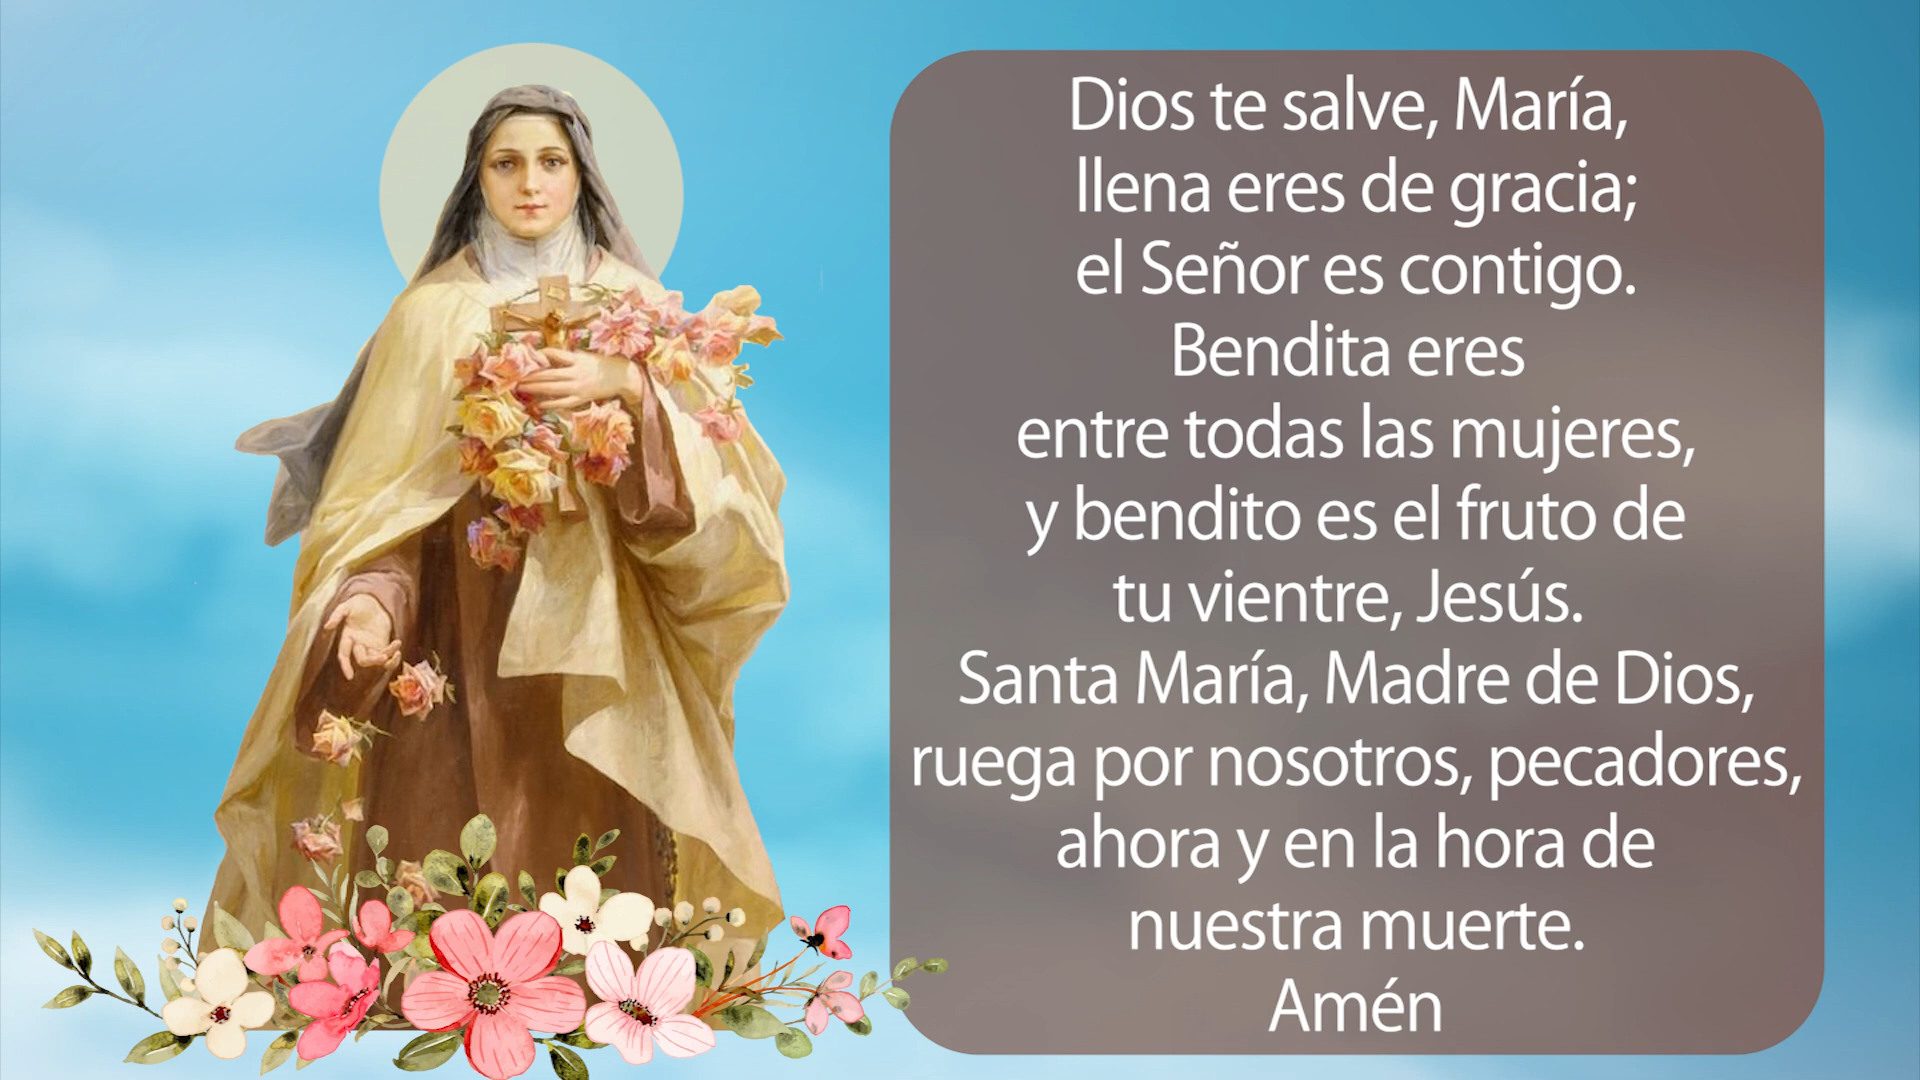 Dios te salve, María,
llena eres de gracia;
el Señor es contigo.
Bendita eres
entre todas las mujeres,
y bendito es el fruto de
tu vientre, Jesús.
Santa María, Madre de Dios,
ruega por nosotros, pecadores,
ahora y en la hora de
nuestra muerte.
Amén